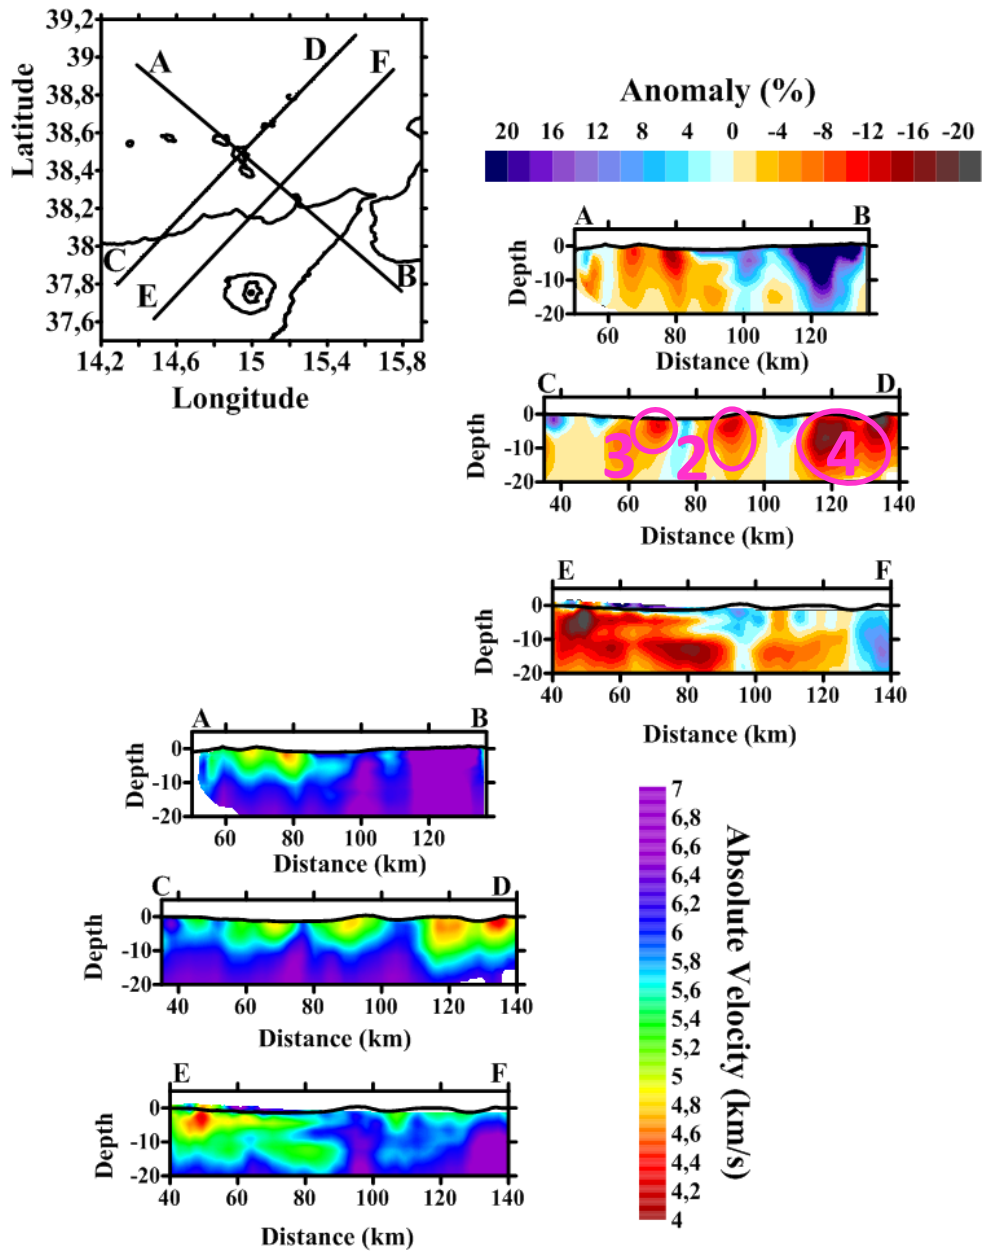 39,2
39
38,8
38,6
38,4
38,2
38
37,8
37,6
Latitude
A
D
F
C
E
B
14,2 14,6 15 15,4 15,8
Longitude
Anomaly (%)
20 16 12 8 4 0 -4 -8 -12 -16 -20
A B
0
-10
-20
Depth
60 80 100 120
Distance (km)
C D
0
-10
-20
Depth
3 2 4
40 60 80 100 120 140
Distance (km)
E F
0
-10
-20
Depth
40 60 80 100 120 140
Distance (km)
A B
0
-10
-20
Depth
60 80 100 120
Distance (km)
C D
0
-10
-20
Depth
40 60 80 100 120 140
Distance (km)
E F
0
-10
-20
Depth
40 60 80 100 120 140
Distance (km)
7
6,8
6,6
6,4
6,2
6
5,8
5,6
5,4
5,2
5
4,8
4,6
4,4
4,2
4
Absolute Velocity (km/s)